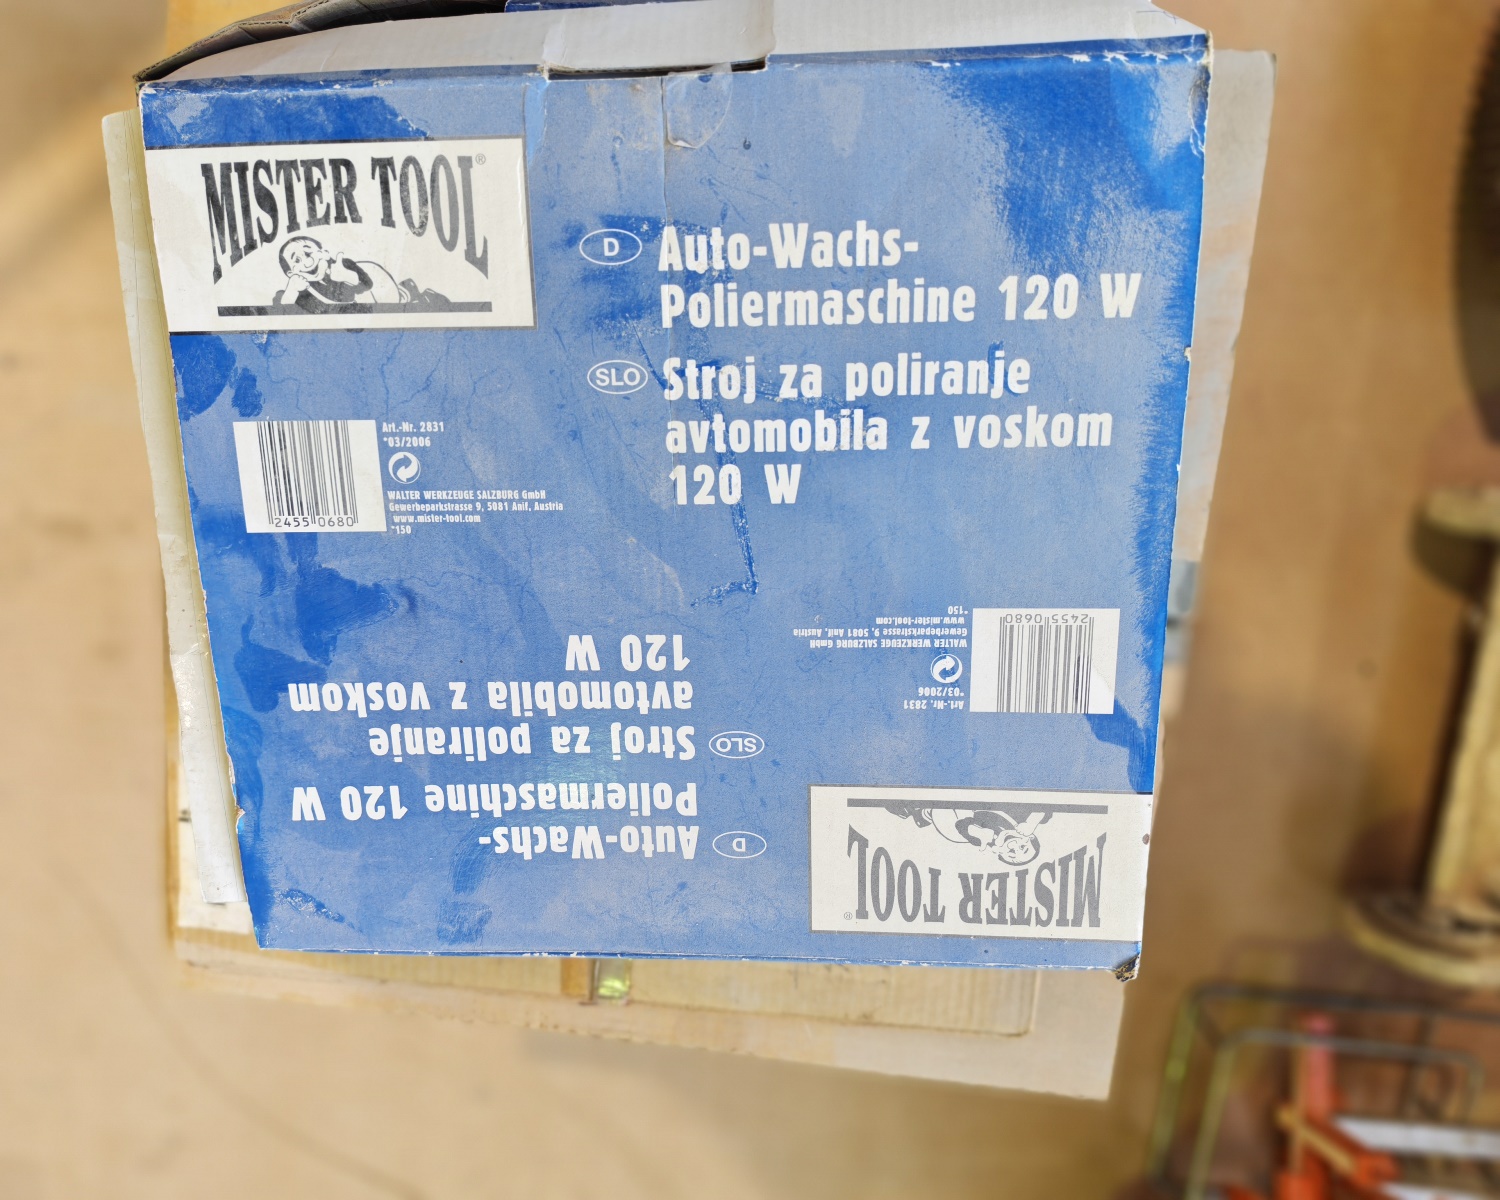 MISTER TOOL®
D
Auto-Wachs-
Poliermaschine 120 W
SLO
Stroj za poliranje
avtomobila z voskom
120 W
Art.-Nr. 2831
*03/2006
WALTER WERKZEUGE SALZBURG GmbH
Gewerbeparkstrasse 9, 5081 Anif, Austria
www.mister-tool.com
*150
2455 0680
MISTER TOOL®
D
Auto-Wachs-
Poliermaschine 120 W
SLO
Stroj za poliranje
avtomobila z voskom
120 W
Art.-Nr. 2831
*03/2006
WALTER WERKZEUGE SALZBURG GmbH
Gewerbeparkstrasse 9, 5081 Anif, Austria
www.mister-tool.com
*150
2455 0680